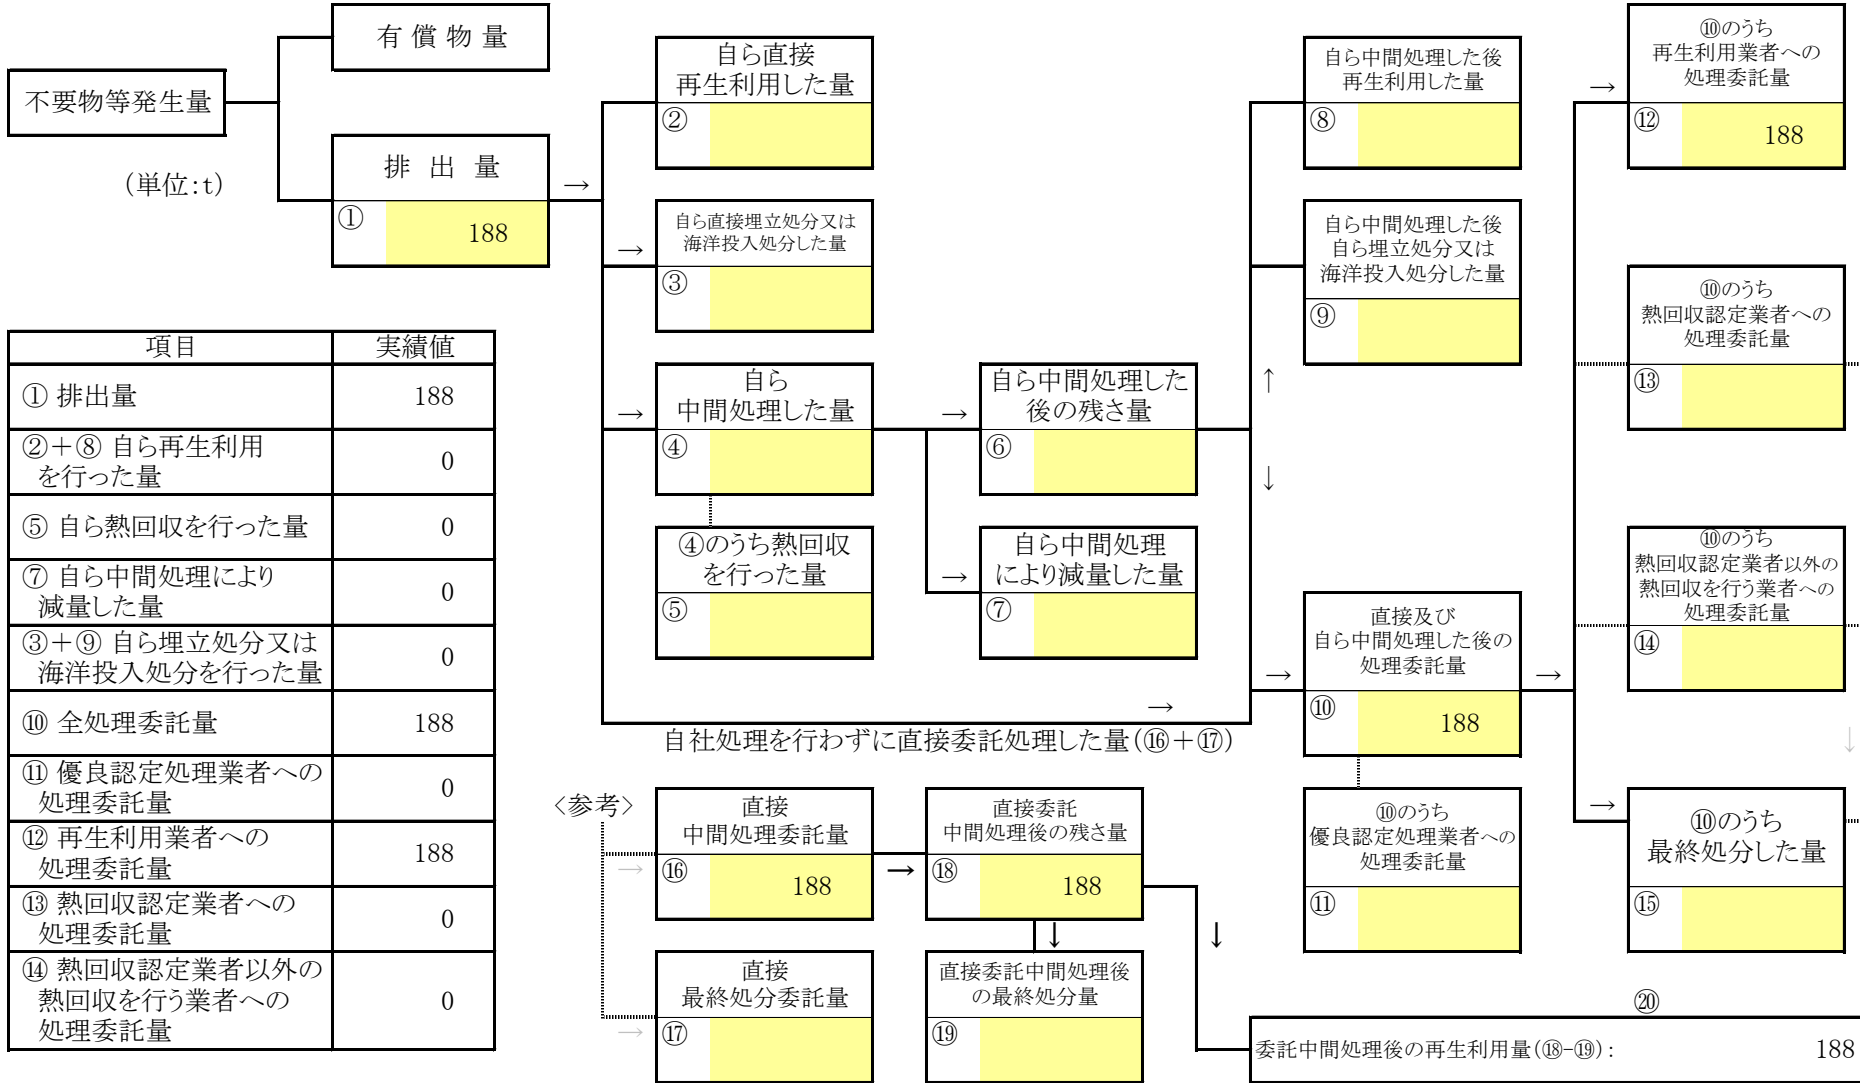 有 償 物 量
不要物等発生量
(単位:t)
排 出 量
→
①
188
自ら直接
再生利用した量
②
→
自ら直接埋立処分又は
海洋投入処分した量
③
→
自ら
中間処理した量
④
④のうち熱回収
を行った量
⑤
→
自ら中間処理した
後の残さ量
⑥
→
自ら中間処理
により減量した量
⑦
自ら中間処理した後
再生利用した量
⑧
自ら中間処理した後
自ら埋立処分又は
海洋投入処分した量
⑨
↑
↓
→
自社処理を行わずに直接委託処理した量(⑯+⑰)
→
直接及び
自ら中間処理した後の
処理委託量
⑩
188
⑩のうち
優良認定処理業者への
処理委託量
⑪
→
→
⑩のうち
再生利用業者への
処理委託量
⑫
188
⑩のうち
熱回収認定業者への
処理委託量
⑬
⑩のうち
熱回収認定業者以外の
熱回収を行う業者への
処理委託量
⑭
↓
→
⑩のうち
最終処分した量
⑮
項目 実績値
① 排出量 188
②+⑧ 自ら再生利用
を行った量 0
⑤ 自ら熱回収を行った量 0
⑦ 自ら中間処理により
減量した量 0
③+⑨ 自ら埋立処分又は
海洋投入処分を行った量 0
⑩ 全処理委託量 188
⑪ 優良認定処理業者への
処理委託量 0
⑫ 再生利用業者への
処理委託量 188
⑬ 熱回収認定業者への
処理委託量 0
⑭ 熱回収認定業者以外の
熱回収を行う業者への
処理委託量 0
<参考>
→
直接
中間処理委託量
⑯
188
→
直接委託
中間処理後の残さ量
⑱
188
↓
↓
→
直接
最終処分委託量
⑰
直接委託中間処理後
の最終処分量
⑲
⑳
委託中間処理後の再生利用量(⑱-⑲): 188